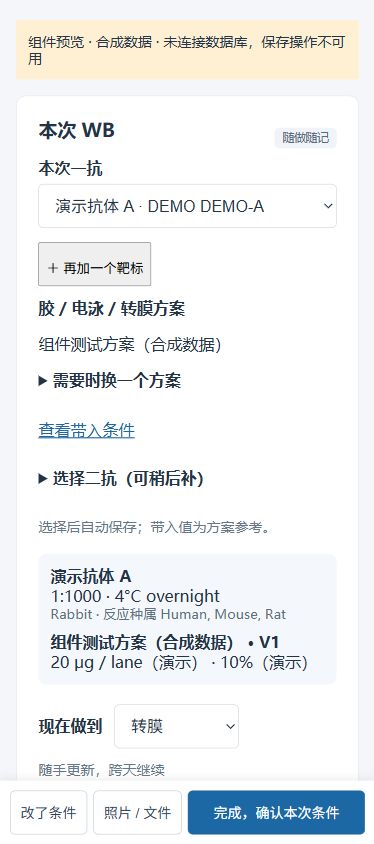 组件预览 · 合成数据 · 未连接数据库，保存操作不可
用
本次 WB
随做随记
本次一抗
演示抗体 A · DEMO DEMO-A
＋ 再加一个靶标
胶 / 电泳 / 转膜方案
组件测试方案（合成数据）
▶ 需要时换一个方案
查看带入条件
▶ 选择二抗（可稍后补）
选择后自动保存；带入值为方案参考。
演示抗体 A
1:1000 · 4°C overnight
Rabbit · 反应种属 Human, Mouse, Rat
组件测试方案（合成数据） • V1
20 µg / lane（演示） · 10%（演示）
现在做到
转膜
随手更新，跨天继续
改了条件
照片 / 文件
完成，确认本次条件